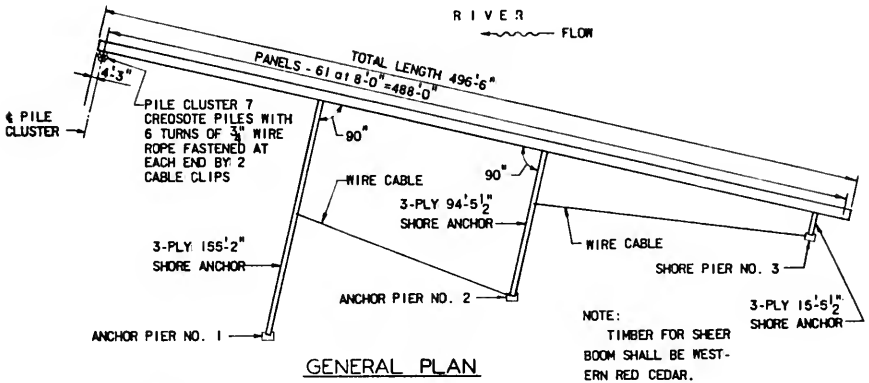 RIVER
FLOW
TOTAL LENGTH 496'-6"
PANELS - 61 at 8'-0" = 488'-0"
4'-3"
℄ PILE
CLUSTER
PILE CLUSTER 7
CREOSOTE PILES WITH
6 TURNS OF 3/4" WIRE
ROPE FASTENED AT
EACH END BY 2
CABLE CLIPS
90"
90"
WIRE CABLE
3-PLY 94'-5 1/2"
SHORE ANCHOR
WIRE CABLE
3-PLY 155'-2"
SHORE ANCHOR
SHORE PIER NO. 3
ANCHOR PIER NO. 2
3-PLY 15'-5 1/2"
SHORE ANCHOR
ANCHOR PIER NO. 1
NOTE:
TIMBER FOR SHEER
BOOM SHALL BE WEST-
ERN RED CEDAR.
GENERAL PLAN